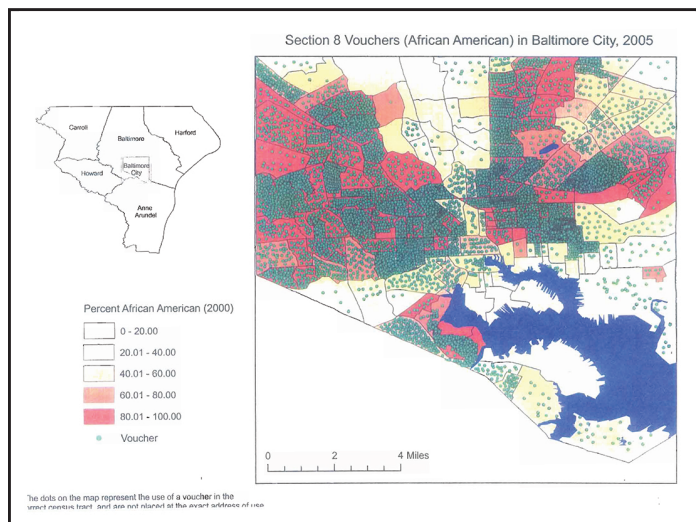 Section 8 Vouchers (African American) in Baltimore City, 2005
Carroll
Baltimore
Harford
Baltimore
City
Howard
Anne
Arundel
Percent African American (2000)
0 - 20.00
20.01 - 40.00
40.01 - 60.00
60.01 - 80.00
80.01 - 100.00
Voucher
0 2 4 Miles
The dots on the map represent the use of a voucher in the
census tract, and are not placed at the exact address of use